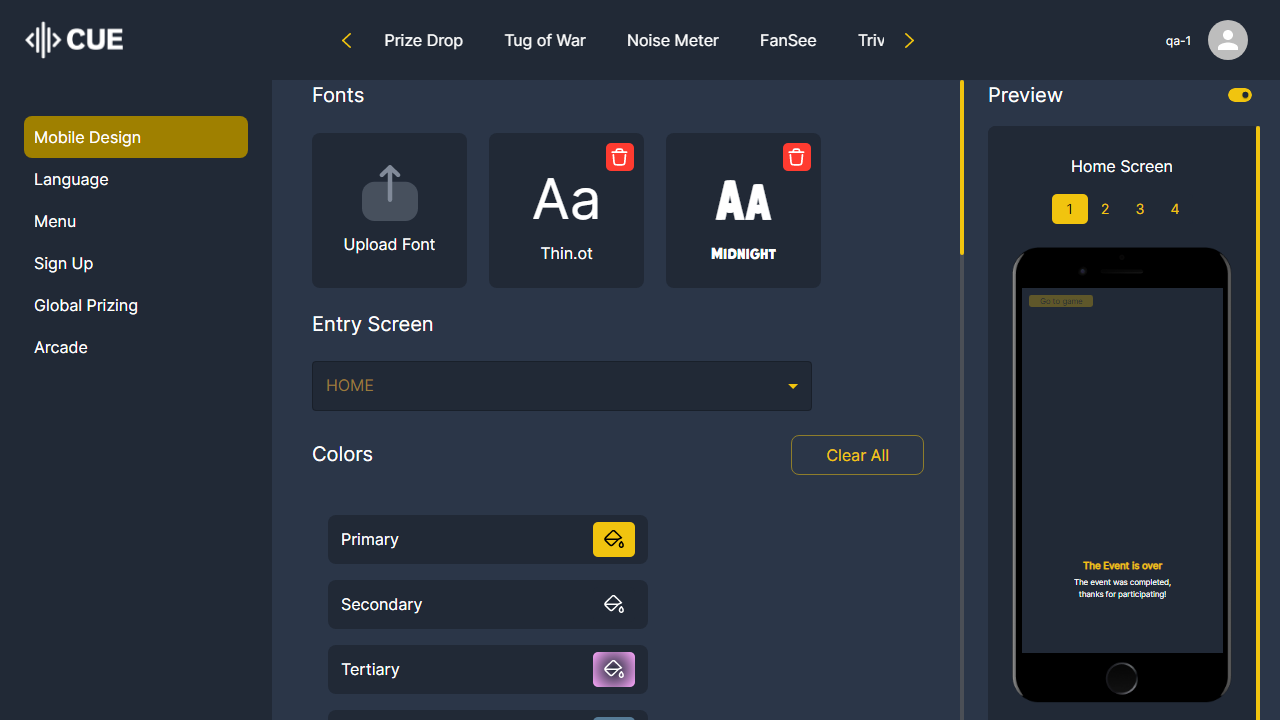 CUE
Prize Drop
Tug of War
Noise Meter
FanSee
Triv
qa-1
Mobile Design
Language
Menu
Sign Up
Global Prizing
Arcade
Fonts
Upload Font
Aa
Thin.ot
AA
MIDNIGHT
Entry Screen
HOME
Colors
Clear All
Primary
Secondary
Tertiary
Preview
Home Screen
1 2 3 4
Go to game
The Event is over
The event was completed,
thanks for participating!